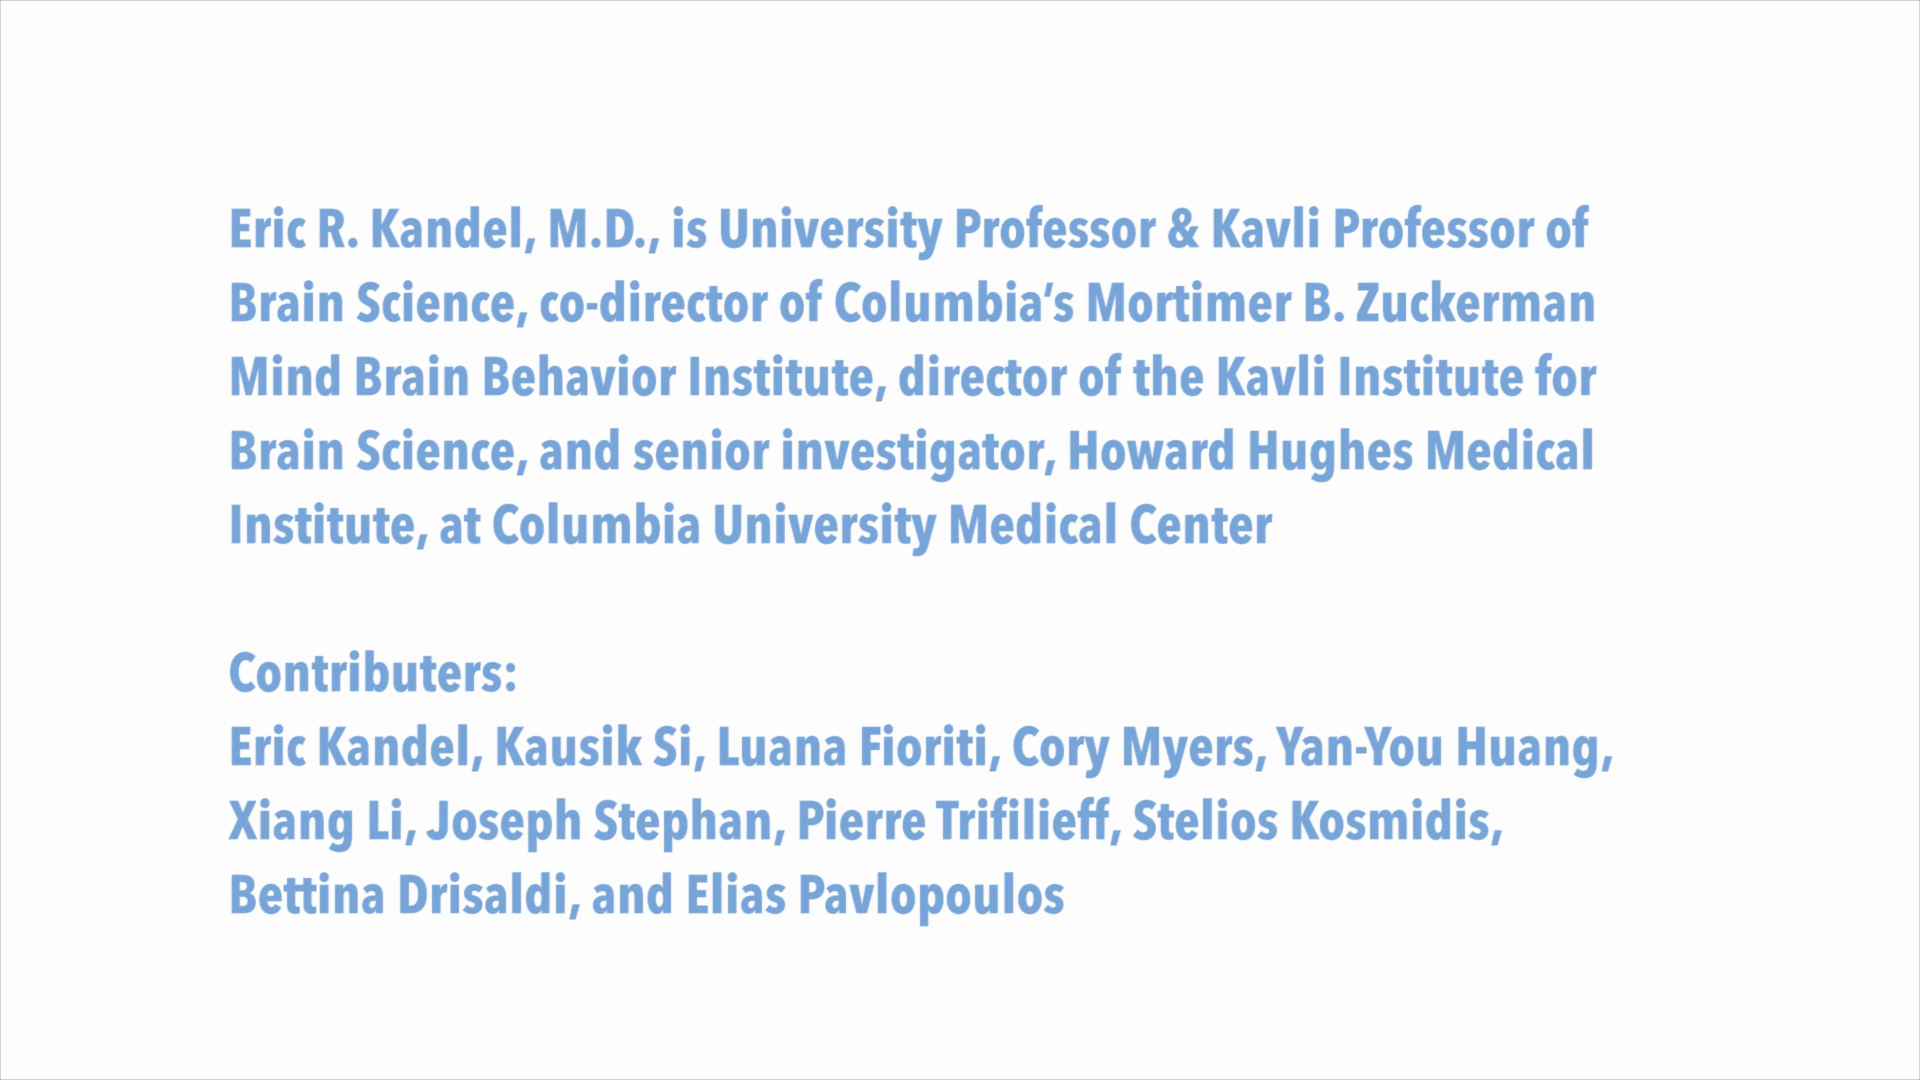 Eric R. Kandel, M.D., is University Professor & Kavli Professor of
Brain Science, co-director of Columbia’s Mortimer B. Zuckerman
Mind Brain Behavior Institute, director of the Kavli Institute for
Brain Science, and senior investigator, Howard Hughes Medical
Institute, at Columbia University Medical Center
Contributers:
Eric Kandel, Kausik Si, Luana Fioriti, Cory Myers, Yan-You Huang,
Xiang Li, Joseph Stephan, Pierre Trifilieff, Stelios Kosmidis,
Bettina Drisaldi, and Elias Pavlopoulos